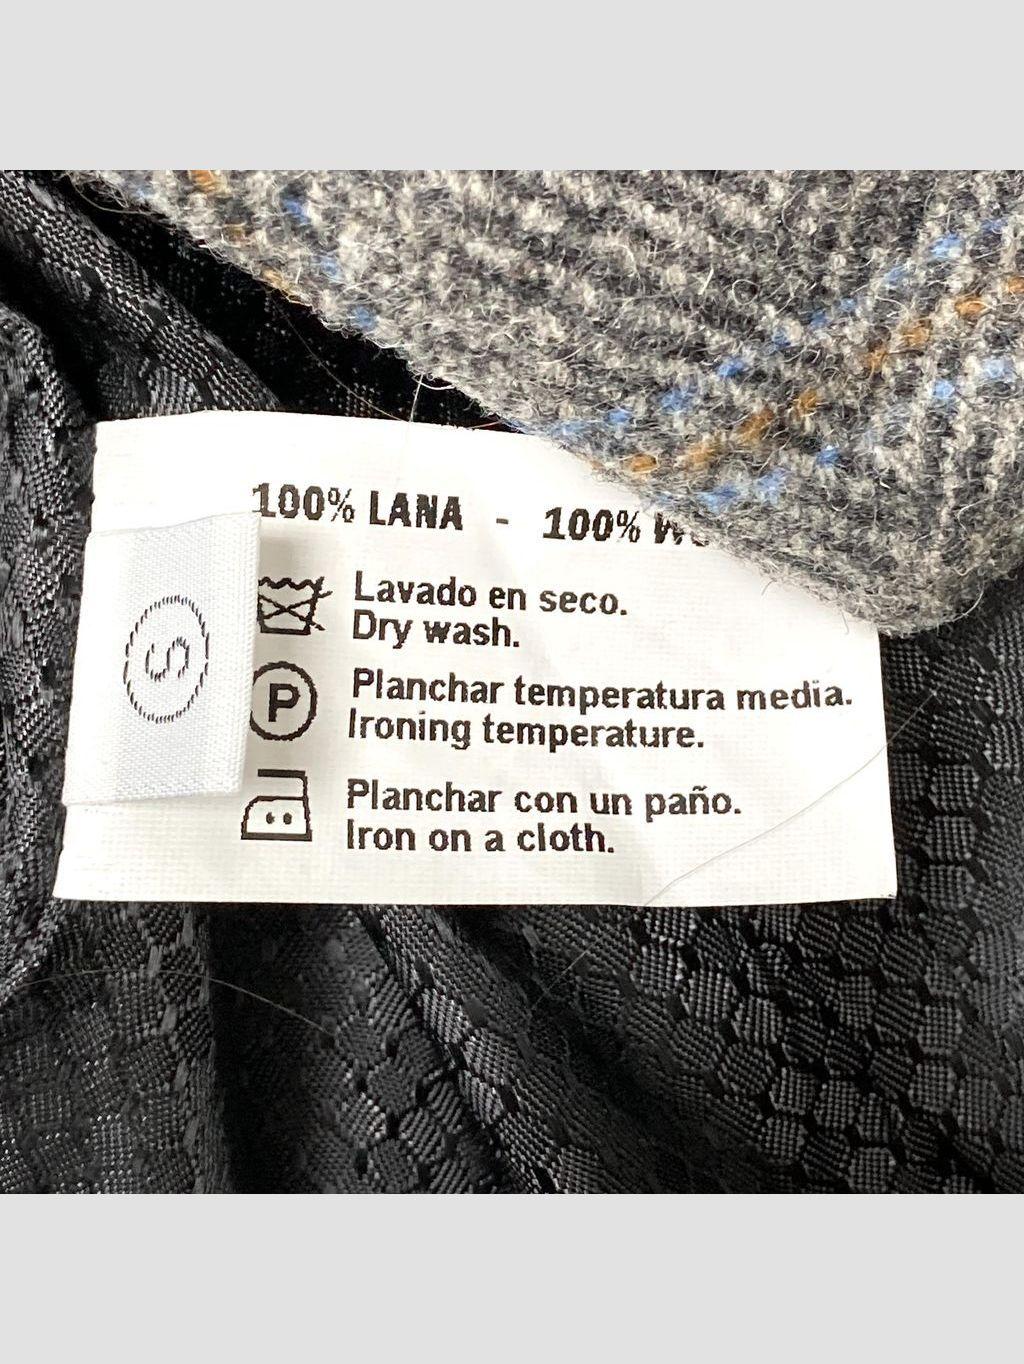 100% LANA - 100%
Lavado en seco.
Dry wash.
P
Planchar temperatura media.
Ironing temperature.
Planchar con un paño.
Iron on a cloth.
S